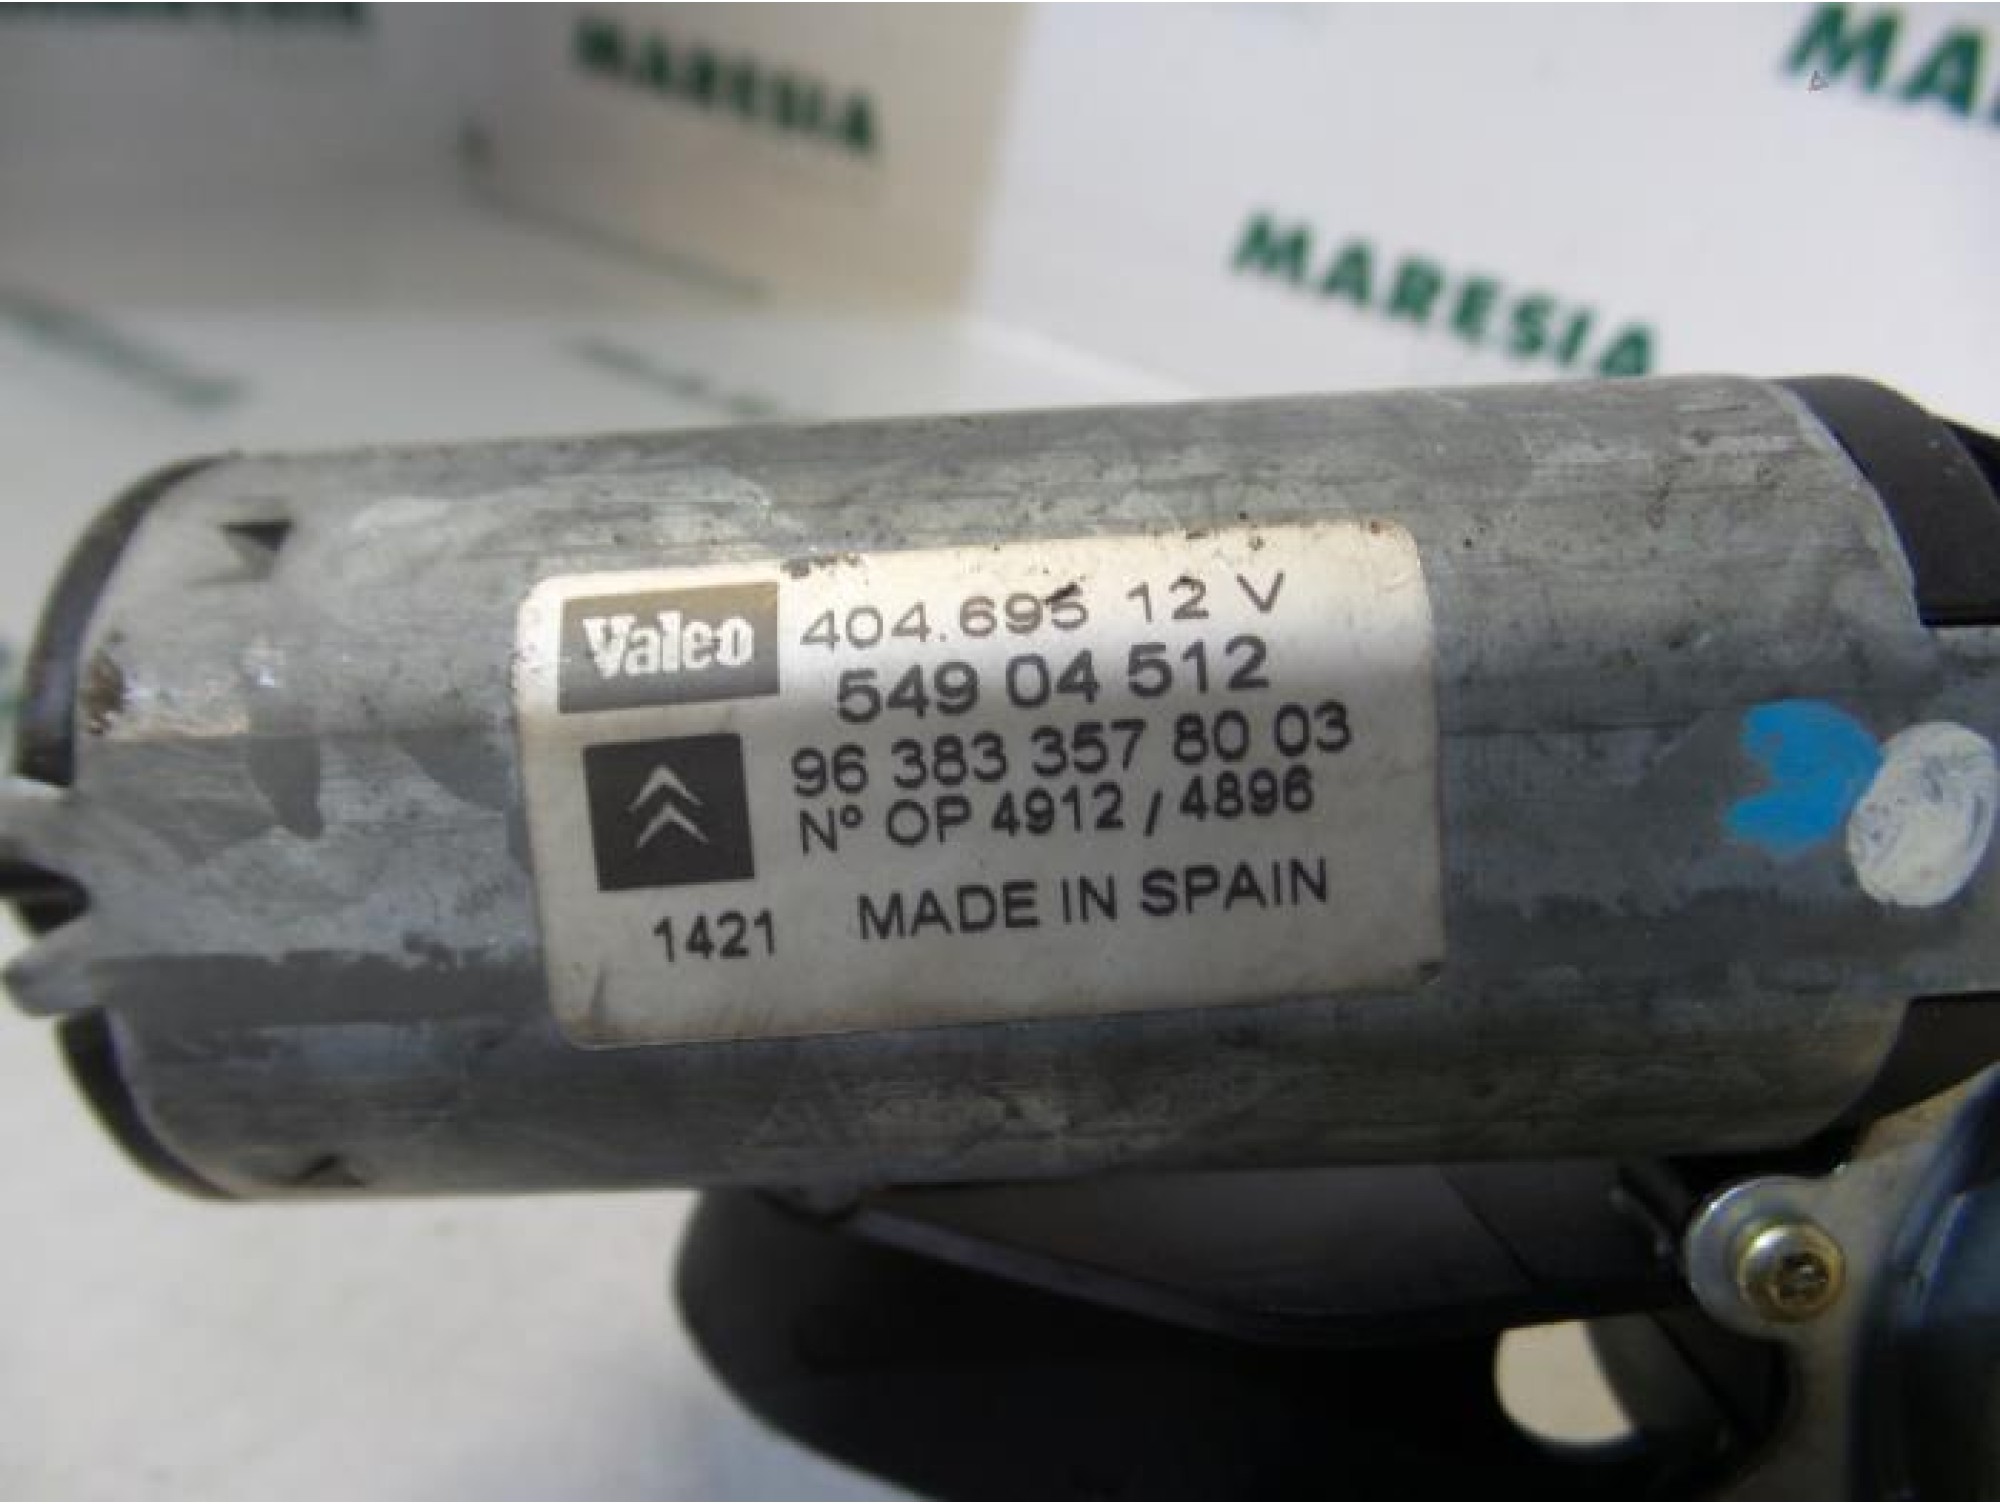 MARESIA
MA
MARESIA
Valeo
404.695 12 V
549 04 512
96 383 357 80 03
Nº OP 4912 / 4896
1421 MADE IN SPAIN